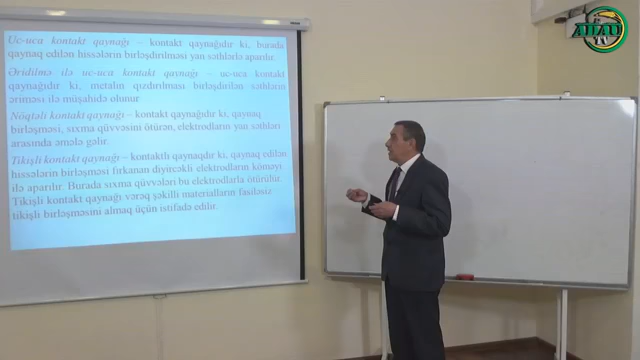 Uc-uca kontakt qaynağı – kontakt qaynağıdır ki, burada
qaynaq edilən hissələrin birləşdirilməsi yan səthlərlə aparılır.
Əridilmə ilə uc-uca kontakt qaynağı – uc-uca kontakt
qaynağıdır ki, metalın qızdırılması birləşdirilən səthlərin
əriməsi ilə müşahidə olunur.
Nöqtəli kontakt qaynağı – kontakt qaynağıdır ki, qaynaq
birləşməsi, sıxma qüvvəsini ötürən, elektrodların yan səthləri
arasında əmələ gəlir.
Tikişli kontakt qaynağı – kontaktlı qaynaqdır ki, qaynaq edilən
hissələrin birləşməsi fırlanan diyircəkli elektrodların köməyi
ilə aparılır. Burada sıxma qüvvələri bu elektrodlarla ötürülür.
Tikişli kontakt qaynağı vərəq şəkilli materialların fasiləsiz
tikişli birləşməsini almaq üçün istifadə edilir.
ADAU
TV